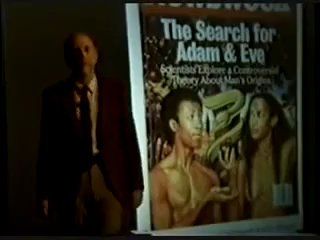 The Search for
Adam & Eve
Scientists Explore a Controversial
Theory About Man's Origins